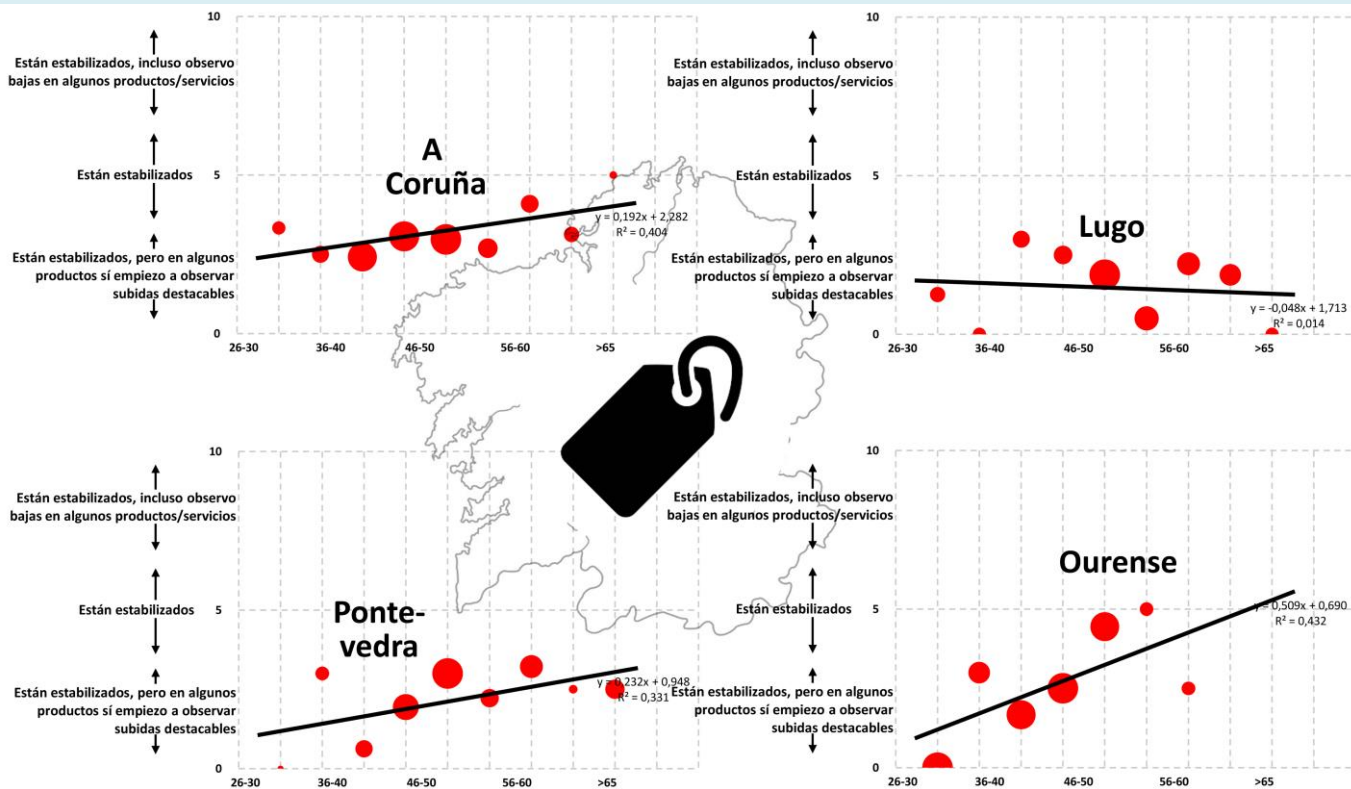 10
Están estabilizados, incluso observo
bajas en algunos productos/servicios
Están estabilizados
5
A
Coruña
y = 0,192x + 2,282
R² = 0,404
Están estabilizados, pero en algunos
productos sí empiezo a observar
subidas destacables
0
26-30
36-40
46-50
56-60
>65
10
Están estabilizados, incluso observo
bajas en algunos productos/servicios
Están estabilizados
5
Lugo
Están estabilizados, pero en algunos
productos sí empiezo a observar
subidas destacables
y = -0,048x + 1,713
R² = 0,014
0
26-30
36-40
46-50
56-60
>65
10
Están estabilizados, incluso observo
bajas en algunos productos/servicios
Están estabilizados
5
Ponte-
vedra
y = 0,232x + 0,948
R² = 0,331
Están estabilizados, pero en algunos
productos sí empiezo a observar
subidas destacables
0
26-30
36-40
46-50
56-60
>65
10
Están estabilizados, incluso observo
bajas en algunos productos/servicios
Ourense
Están estabilizados
5
y = 0,509x + 0,690
R² = 0,432
Están estabilizados, pero en algunos
productos sí empiezo a observar
subidas destacables
0
26-30
36-40
46-50
56-60
>65